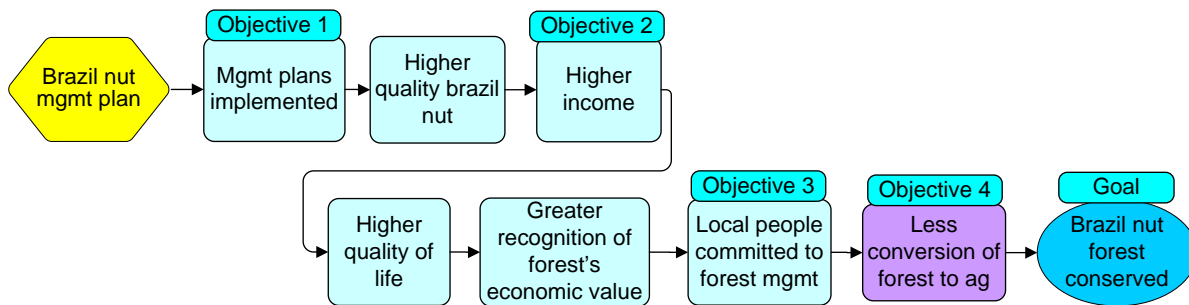 Brazil nut
mgmt plan
Objective 1
Mgmt plans
implemented
Higher
quality brazil
nut
Objective 2
Higher
income
Higher
quality of
life
Greater
recognition of
forest's
economic value
Objective 3
Local people
committed to
forest mgmt
Objective 4
Less
conversion of
forest to ag
Goal
Brazil nut
forest
conserved